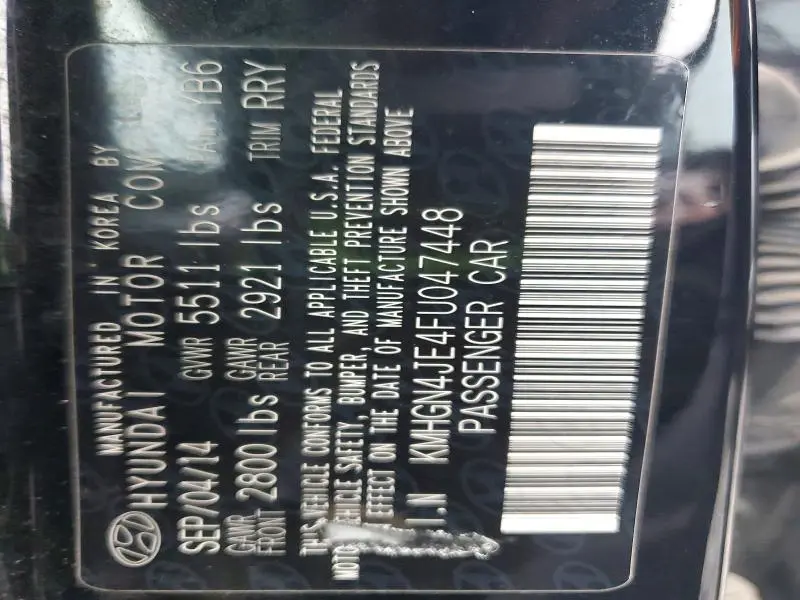 MANUFACTURED IN KOREA BY
HYUNDAI MOTOR COM
SEP/04/14 GVWR 5511 lbs YB6
GAWR FRONT 2800 lbs GAWR REAR 2921 lbs TRIM RRY
THIS VEHICLE CONFORMS TO ALL APPLICABLE U.S.A. FEDERAL
MOTOR VEHICLE SAFETY, BUMPER, AND THEFT PREVENTION STANDARDS
EFFECT ON THE DATE OF MANUFACTURE SHOWN ABOVE
I.N KMHGN4JE4FU047448
PASSENGER CAR